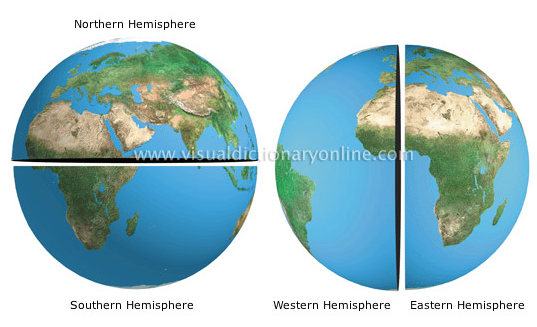 Northern Hemisphere
www.visualdictionaryonline.com
Southern Hemisphere
Western Hemisphere
Eastern Hemisphere